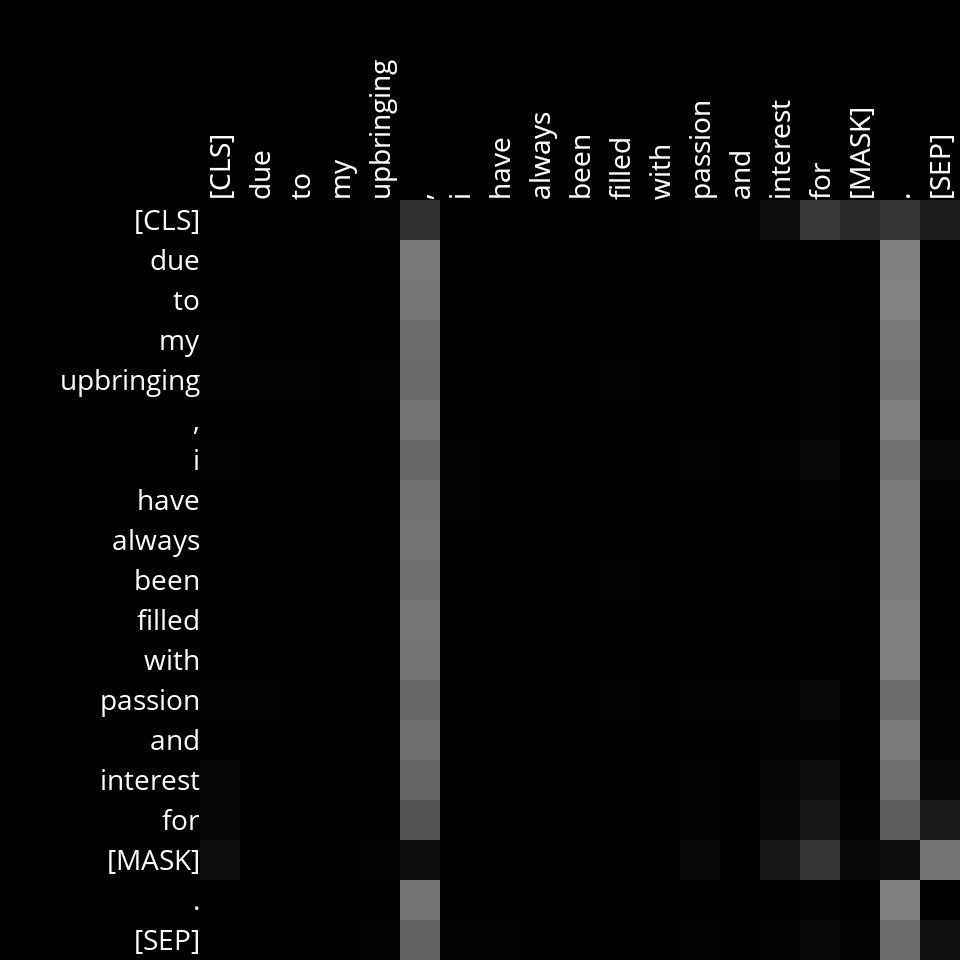 [CLS] due to my upbringing , i have always been filled with passion and interest for [MASK] . [SEP]
[CLS]
due
to
my
upbringing
,
i
have
always
been
filled
with
passion
and
interest
for
[MASK]
.
[SEP]